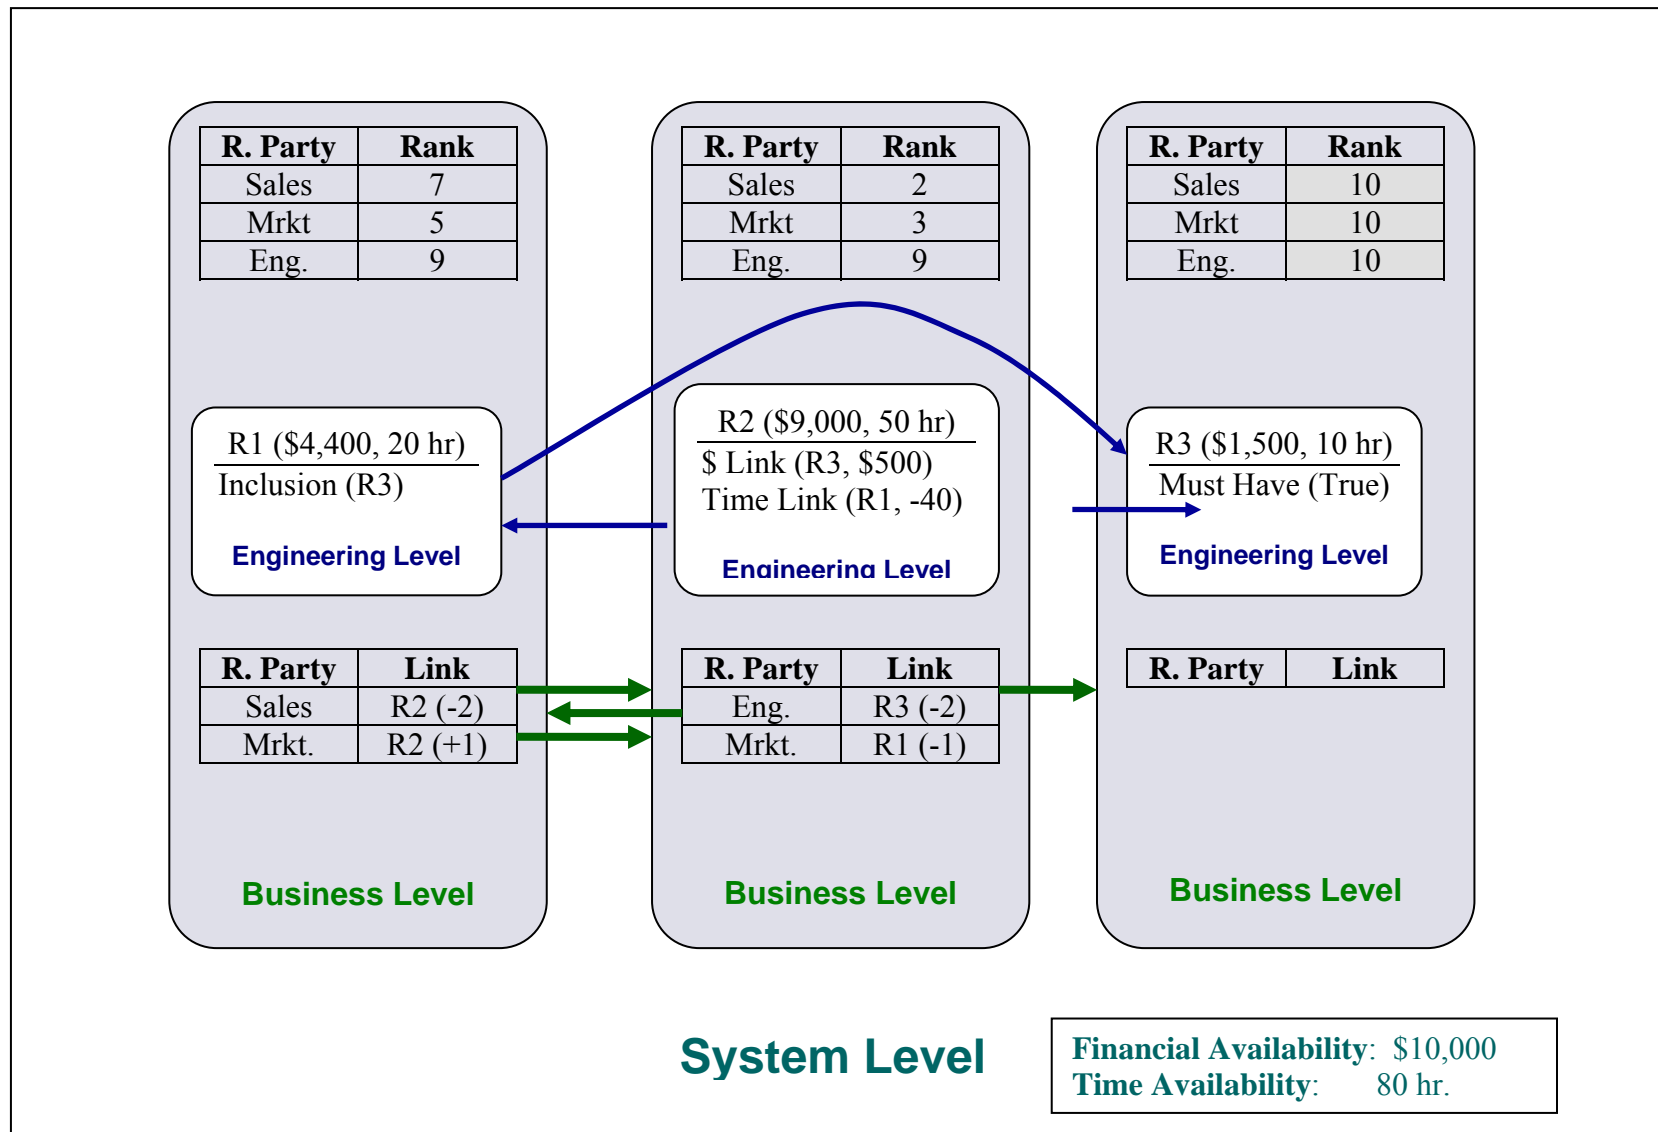 R. Party Rank
Sales 7
Mrkt 5
Eng. 9
R1 ($4,400, 20 hr)
Inclusion (R3)
Engineering Level
R. Party Link
Sales R2 (-2)
Mrkt. R2 (+1)
Business Level
R. Party Rank
Sales 2
Mrkt 3
Eng. 9
R2 ($9,000, 50 hr)
$ Link (R3, $500)
Time Link (R1, -40)
Engineering Level
R. Party Link
Eng. R3 (-2)
Mrkt. R1 (-1)
Business Level
R. Party Rank
Sales 10
Mrkt 10
Eng. 10
R3 ($1,500, 10 hr)
Must Have (True)
Engineering Level
R. Party Link
Business Level
System Level
Financial Availability: $10,000
Time Availability: 80 hr.